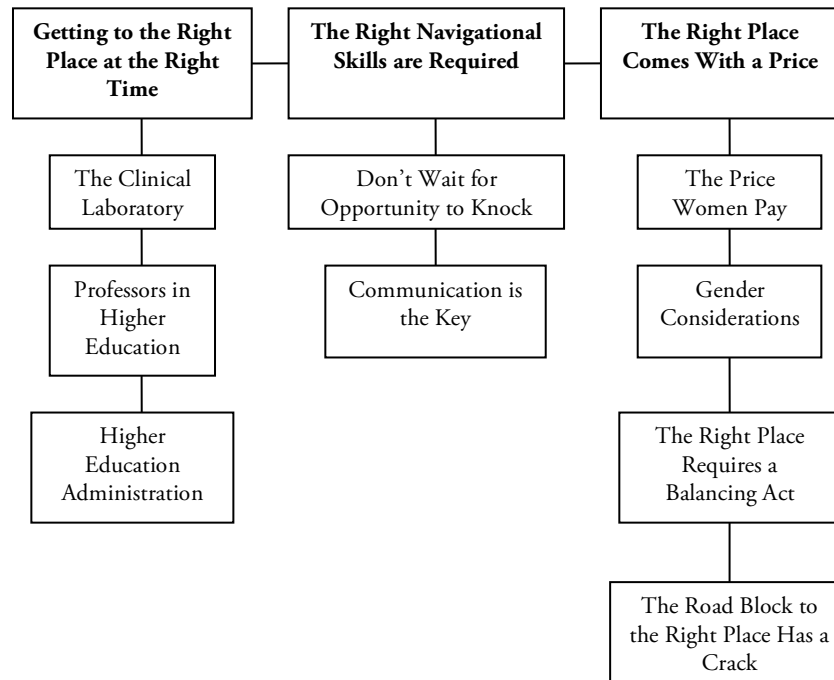 Getting to the Right
Place at the Right
Time
The Right Navigational
Skills are Required
The Right Place
Comes With a Price
The Clinical
Laboratory
Professors in
Higher
Education
Higher
Education
Administration
Don’t Wait for
Opportunity to Knock
Communication is
the Key
The Price
Women Pay
Gender
Considerations
The Right Place
Requires a
Balancing Act
The Road Block to
the Right Place Has a
Crack